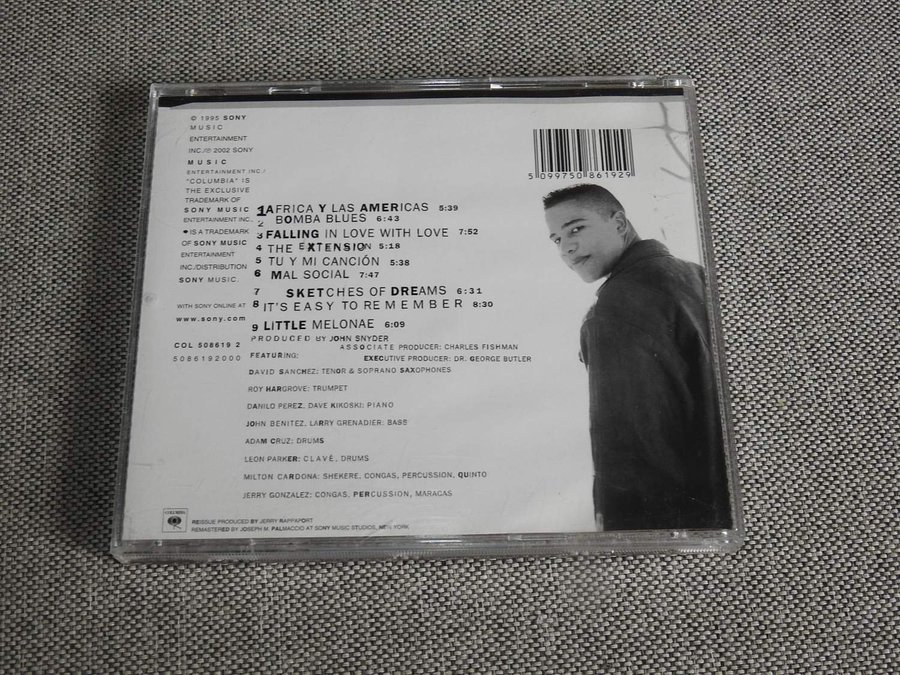 © 1995 SONY
MUSIC
ENTERTAINMENT
INC./℗ 2002 SONY
MUSIC
ENTERTAINMENT INC./
"COLUMBIA" IS
THE EXCLUSIVE
TRADEMARK OF
SONY MUSIC
ENTERTAINMENT INC.
IS A TRADEMARK
OF SONY MUSIC
ENTERTAINMENT
INC./DISTRIBUTION
SONY MUSIC.
WITH SONY ONLINE AT
www.sony.com
COL 508619 2
5086192000
5 099750 861929
1 AFRICA Y LAS AMERICAS 5:39
2 BOMBA BLUES 6:43
3 FALLING IN LOVE WITH LOVE 7:52
4 THE EXTENSION 5:18
5 TU Y MI CANCIÓN 5:38
6 MAL SOCIAL 7:47
7 SKETCHES OF DREAMS 6:31
8 IT'S EASY TO REMEMBER 8:30
9 LITTLE MELONAE 6:09
PRODUCED BY JOHN SNYDER
ASSOCIATE PRODUCER: CHARLES FISHMAN
EXECUTIVE PRODUCER: DR. GEORGE BUTLER
FEATURING:
DAVID SANCHEZ: TENOR & SOPRANO SAXOPHONES
ROY HARGROVE: TRUMPET
DANILO PEREZ, DAVE KIKOSKI: PIANO
JOHN BENITEZ, LARRY GRENADIER: BASS
ADAM CRUZ: DRUMS
LEON PARKER: CLAVÉ, DRUMS
MILTON CARDONA: SHEKERE, CONGAS, PERCUSSION, QUINTO
JERRY GONZALEZ: CONGAS, PERCUSSION, MARACAS
COLUMBIA
REISSUE PRODUCED BY JERRY RAPPAPORT
REMASTERED BY JOSEPH M. PALMACCIO AT SONY MUSIC STUDIOS, NEW YORK